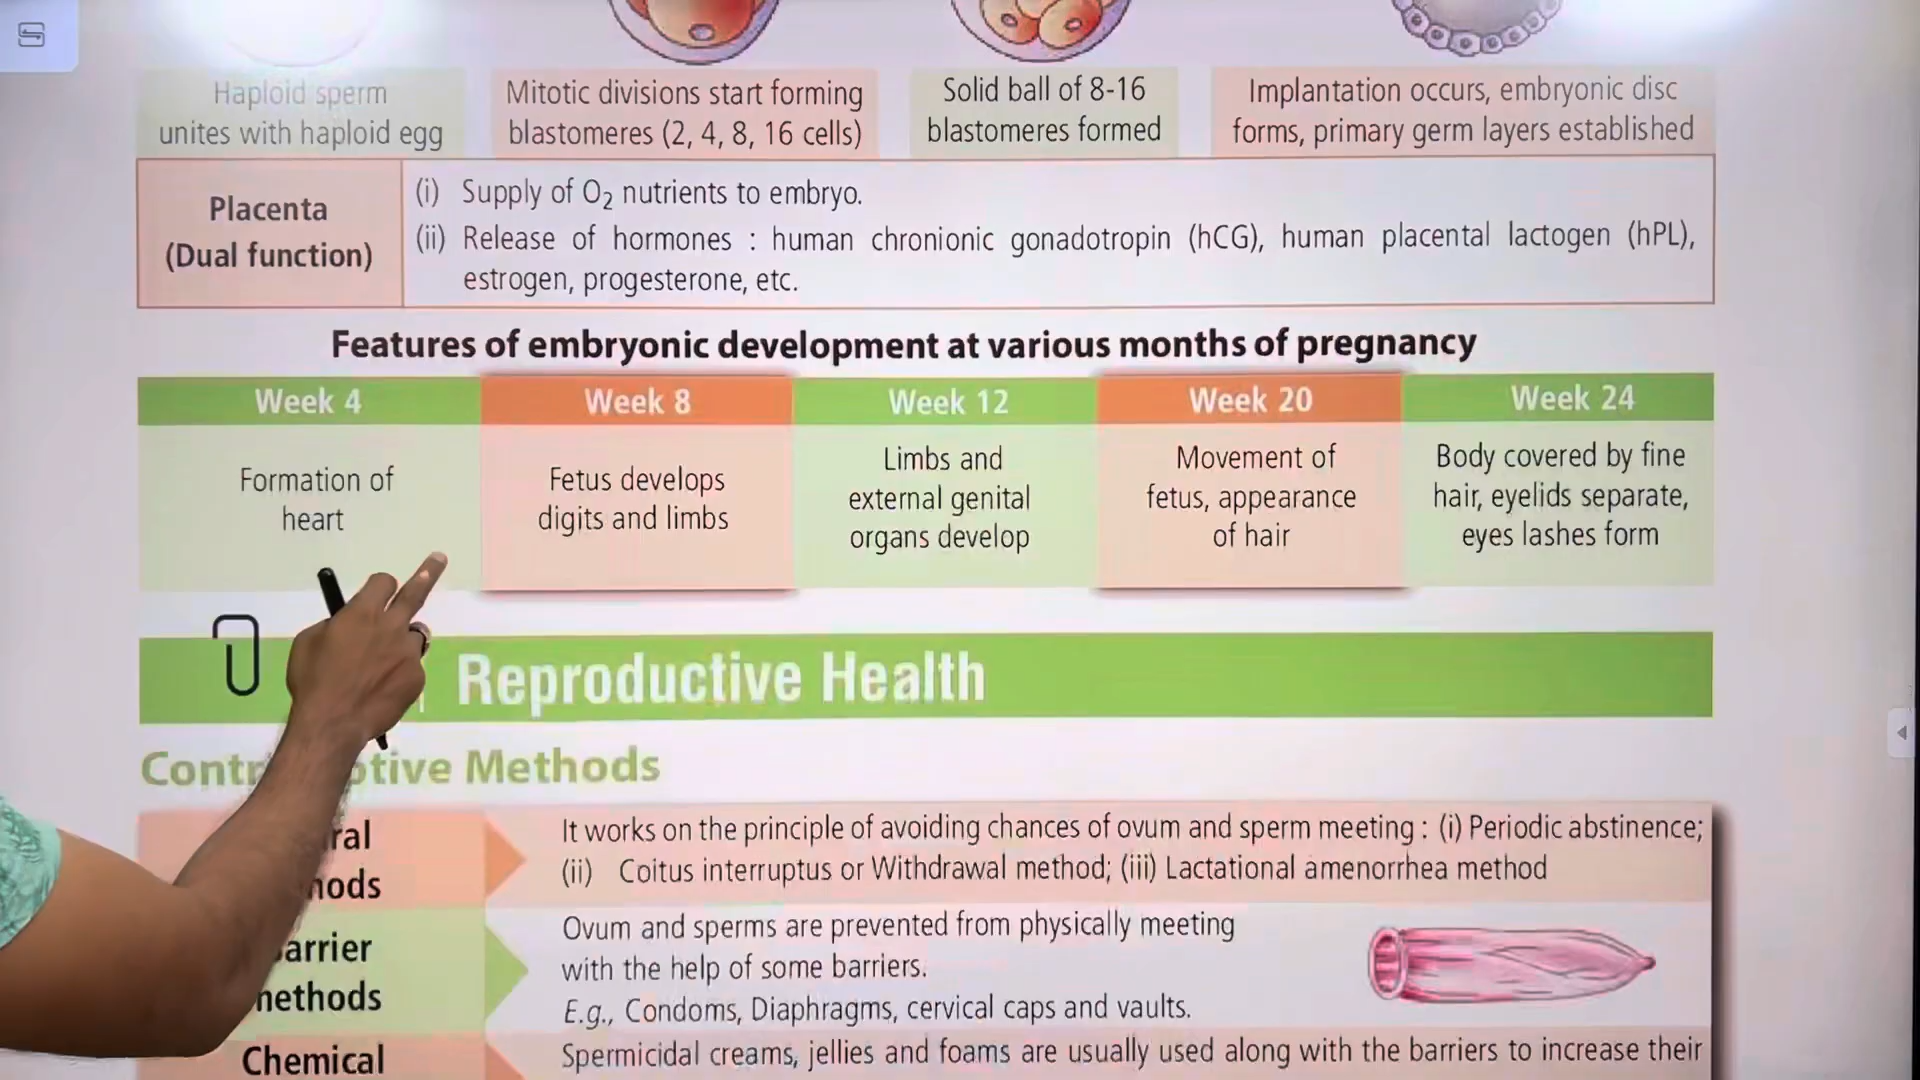 Haploid sperm
unites with haploid egg
Mitotic divisions start forming
blastomeres (2, 4, 8, 16 cells)
Solid ball of 8-16
blastomeres formed
Implantation occurs, embryonic disc
forms, primary germ layers established
Placenta
(Dual function)
(i) Supply of O₂ nutrients to embryo.
(ii) Release of hormones : human chronionic gonadotropin (hCG), human placental lactogen (hPL),
estrogen, progesterone, etc.
Features of embryonic development at various months of pregnancy
Week 4
Week 8
Week 12
Week 20
Week 24
Formation of
heart
Fetus develops
digits and limbs
Limbs and
external genital
organs develop
Movement of
fetus, appearance
of hair
Body covered by fine
hair, eyelids separate,
eyes lashes form
Reproductive Health
Methods
It works on the principle of avoiding chances of ovum and sperm meeting : (i) Periodic abstinence;
(ii) Coitus interruptus or Withdrawal method; (iii) Lactational amenorrhea method
Ovum and sperms are prevented from physically meeting
with the help of some barriers.
E.g., Condoms, Diaphragms, cervical caps and vaults.
Chemical
Spermicidal creams, jellies and foams are usually used along with the barriers to increase their